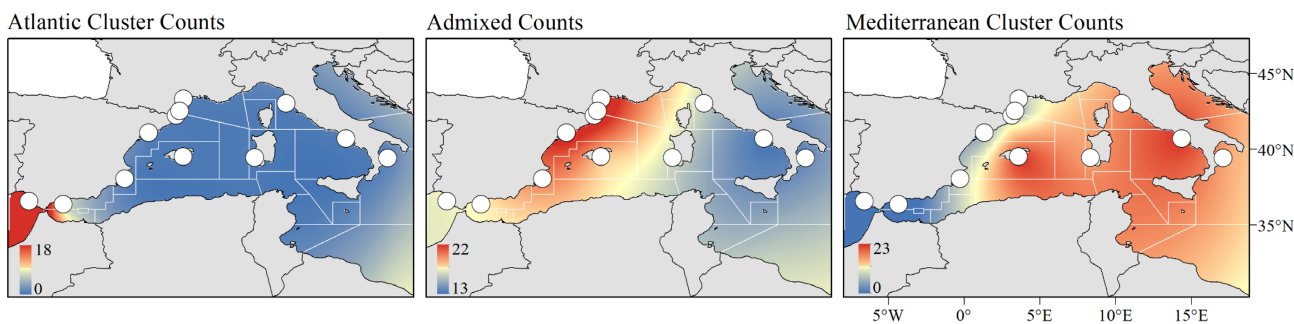 Atlantic Cluster Counts
Admixed Counts
Mediterranean Cluster Counts
45°N
40°N
35°N
18
0
22
13
23
0
5°W 0° 5°E 10°E 15°E